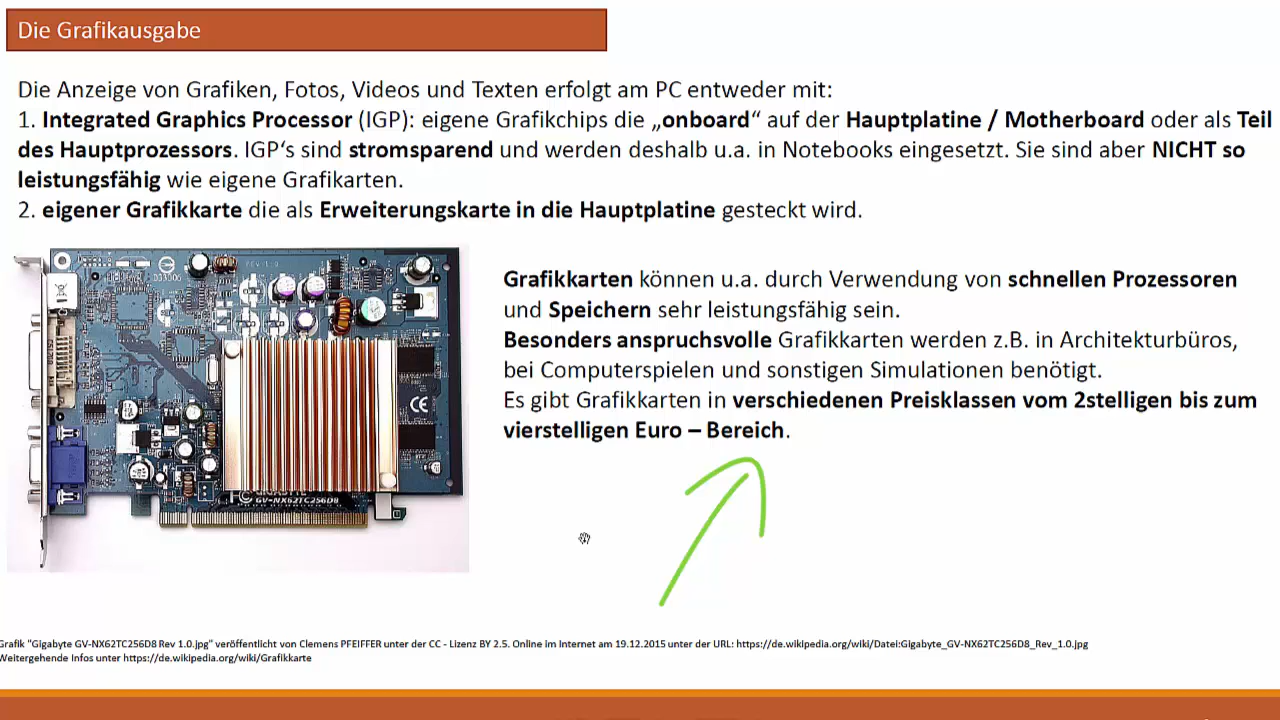 Die Grafikausgabe
Die Anzeige von Grafiken, Fotos, Videos und Texten erfolgt am PC entweder mit:
1. Integrated Graphics Processor (IGP): eigene Grafikchips die „onboard“ auf der Hauptplatine / Motherboard oder als Teil
des Hauptprozessors. IGP‘s sind stromsparend und werden deshalb u.a. in Notebooks eingesetzt. Sie sind aber NICHT so
leistungsfähig wie eigene Grafikarten.
2. eigener Grafikkarte die als Erweiterungskarte in die Hauptplatine gesteckt wird.
Grafikkarten können u.a. durch Verwendung von schnellen Prozessoren
und Speichern sehr leistungsfähig sein.
Besonders anspruchsvolle Grafikkarten werden z.B. in Architekturbüros,
bei Computerspielen und sonstigen Simulationen benötigt.
Es gibt Grafikkarten in verschiedenen Preisklassen vom 2stelligen bis zum
vierstelligen Euro – Bereich.
CE
GIGABYTE
GV-NX62TC256D8
Grafik "Gigabyte GV-NX62TC256D8 Rev 1.0.jpg" veröffentlicht von Clemens PFEIFFER unter der CC - Lizenz BY 2.5. Online im Internet am 19.12.2015 unter der URL: https://de.wikipedia.org/wiki/Datei:Gigabyte_GV-NX62TC256D8_Rev_1.0.jpg
Weitergehende Infos unter https://de.wikipedia.org/wiki/Grafikkarte